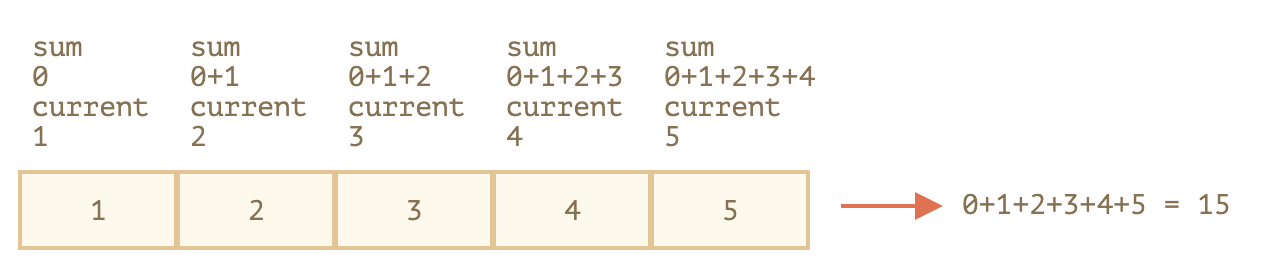 sum sum sum sum sum
0 0+1 0+1+2 0+1+2+3 0+1+2+3+4
current current current current current
1 2 3 4 5
1 2 3 4 5 0+1+2+3+4+5 = 15